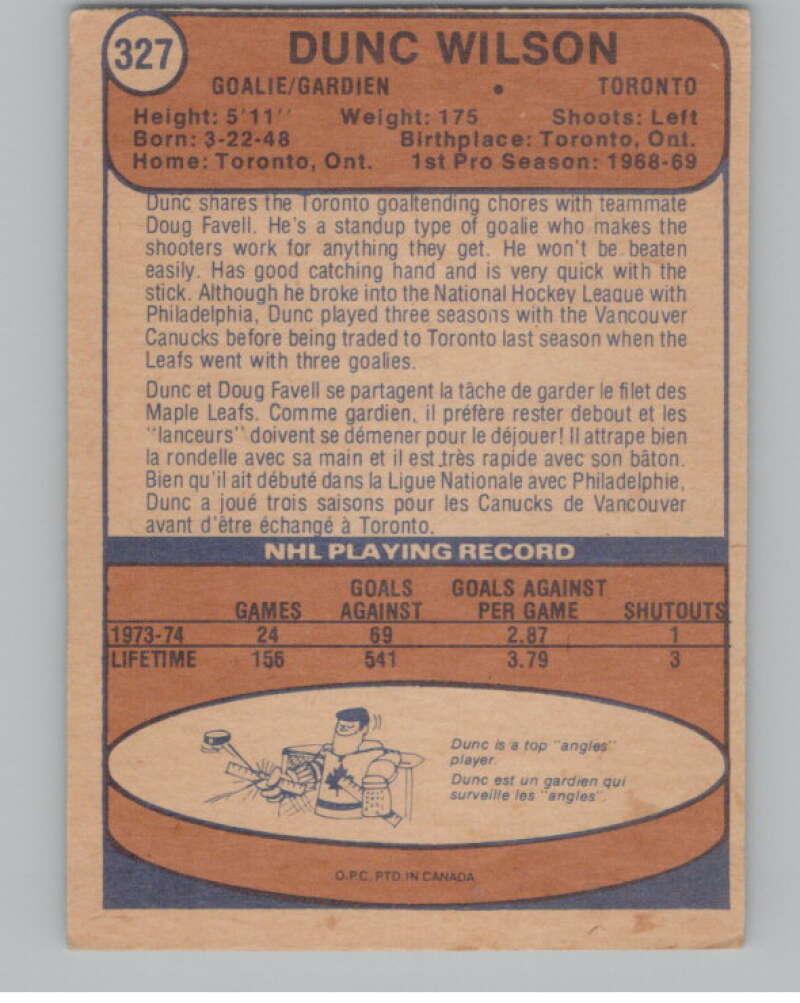 327
DUNC WILSON
GOALIE/GARDIEN • TORONTO
Height: 5'11'' Weight: 175 Shoots: Left
Born: 3-22-48 Birthplace: Toronto, Ont.
Home: Toronto, Ont. 1st Pro Season: 1968-69
Dunc shares the Toronto goaltending chores with teammate
Doug Favell. He's a standup type of goalie who makes the
shooters work for anything they get. He won't be beaten
easily. Has good catching hand and is very quick with the
stick. Although he broke into the National Hockey League with
Philadelphia, Dunc played three seasons with the Vancouver
Canucks before being traded to Toronto last season when the
Leafs went with three goalies.
Dunc et Doug Favell se partagent la tâche de garder le filet des
Maple Leafs. Comme gardien, il préfère rester debout et les
"lanceurs" doivent se démener pour le déjouer! Il attrape bien
la rondelle avec sa main et il est très rapide avec son bâton.
Bien qu'il ait débuté dans la Ligue Nationale avec Philadelphie,
Dunc a joué trois saisons pour les Canucks de Vancouver
avant d'être échangé à Toronto.
NHL PLAYING RECORD
GOALS GOALS AGAINST
GAMES AGAINST PER GAME SHUTOUTS
1973-74 24 69 2.87 1
LIFETIME 156 541 3.79 3
Dunc is a top "angles"
player.
Dunc est un gardien qui
surveille les "angles".
O.P.C. PTD. IN CANADA